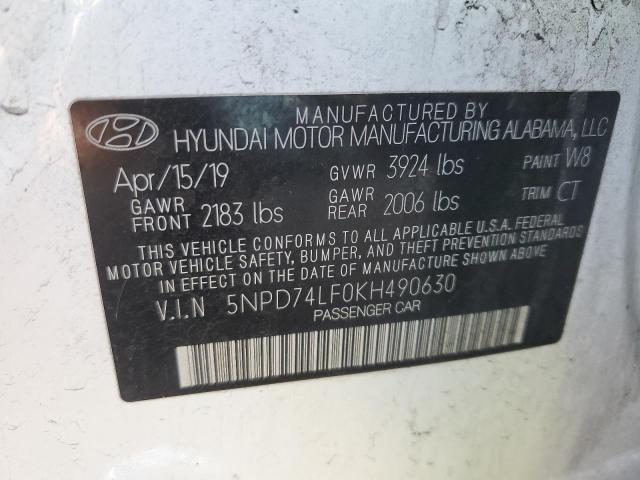 MANUFACTURED BY
HYUNDAI MOTOR MANUFACTURING ALABAMA, LLC
Apr/15/19 GVWR 3924 lbs PAINT W8
GAWR FRONT 2183 lbs GAWR REAR 2006 lbs TRIM CT
THIS VEHICLE CONFORMS TO ALL APPLICABLE U.S.A. FEDERAL
MOTOR VEHICLE SAFETY, BUMPER, AND THEFT PREVENTION STANDARDS
IN EFFECT ON THE DATE OF MANUFACTURE SHOWN ABOVE.
V.I.N 5NPD74LF0KH490630
PASSENGER CAR